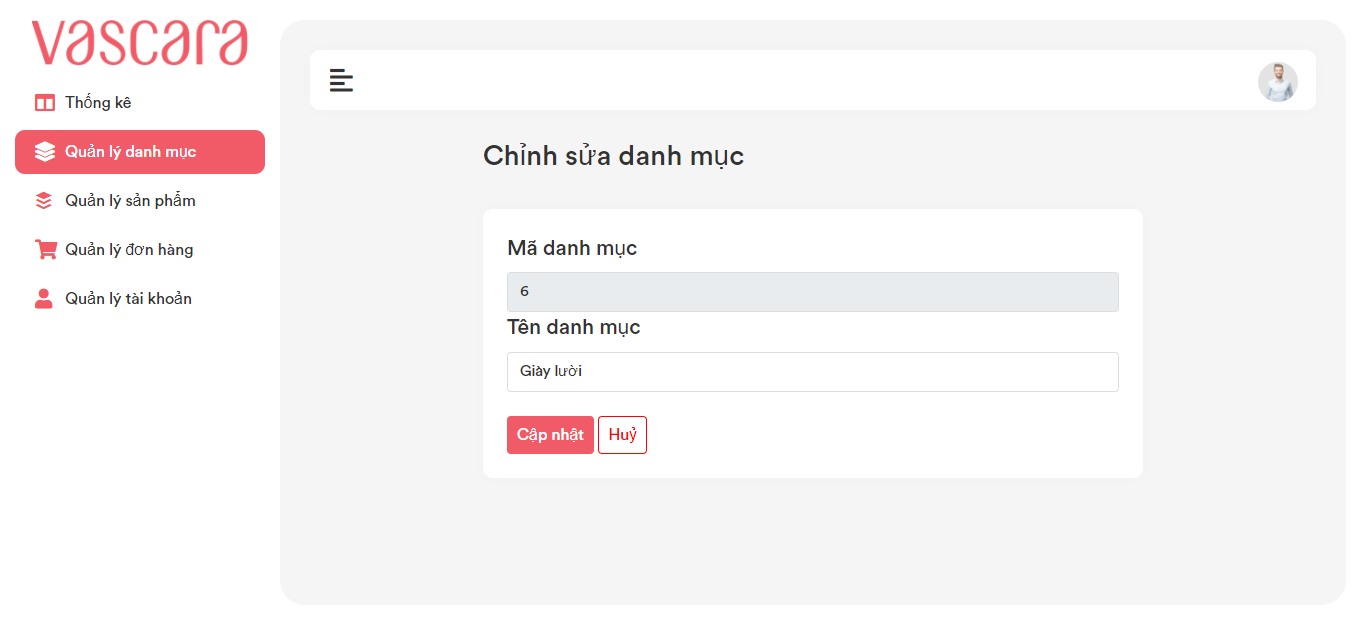 vascara
Thống kê
Quản lý danh mục
Quản lý sản phẩm
Quản lý đơn hàng
Quản lý tài khoản
Chỉnh sửa danh mục
Mã danh mục
6
Tên danh mục
Giày lười
Cập nhật
Huỷ